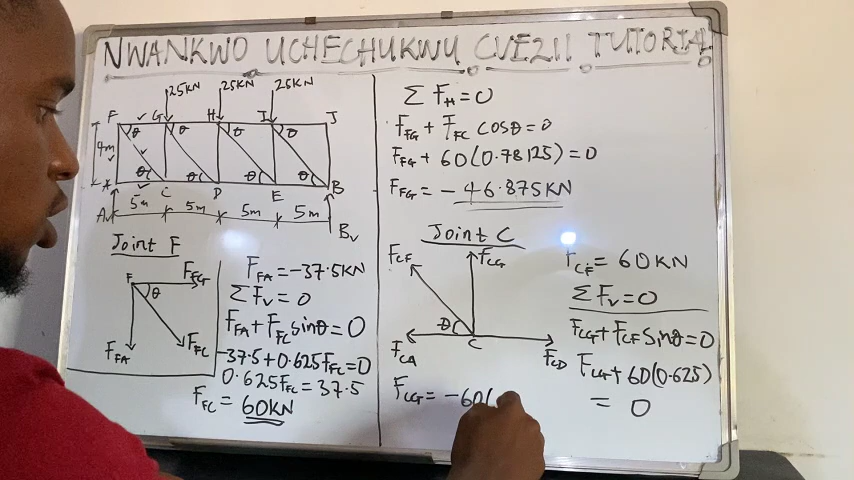 NWANKWO UCHECHUKWU CVE211 TUTORIAL
25KN 25KN 25KN
F G H I J
θ θ θ θ
4m
θ θ θ θ
A C D E B
5m 5m 5m 5m
Av Bv
Joint F
F FFG
θ
FFA FFC
FFA = -37.5KN
ΣFv = 0
FFA + FFC sinθ = 0
-37.5 + 0.625FFC = 0
0.625FFC = 37.5
FFC = 60KN
ΣFH = 0
FFG + FFC COSθ = 0
FFG + 60(0.78125) = 0
FFG = -46.875KN
Joint C
FCF FCG
θ C
FCA FCD
FCF = 60KN
ΣFv = 0
FCG + FCF Sinθ = 0
FCG + 60(0.625)
= 0
FCG = -60(